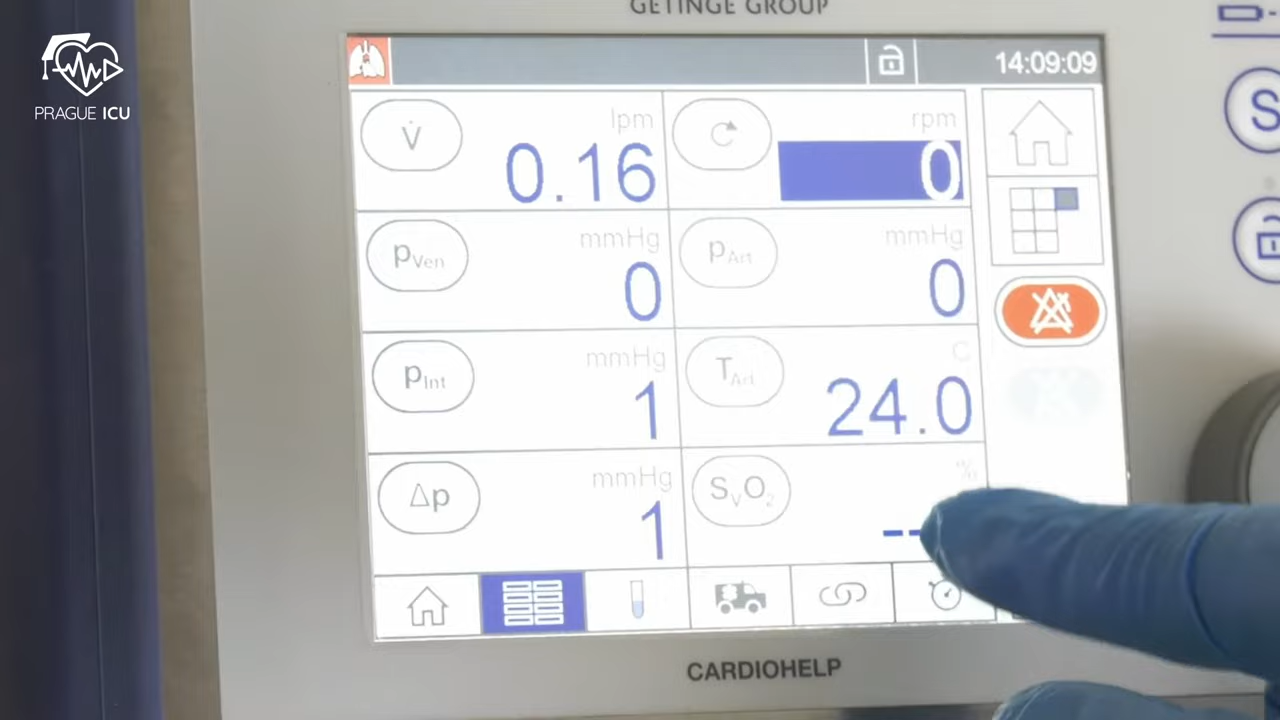 GETINGE GROUP
PRAGUE ICU
14:09:09
V̇
lpm
0.16
rpm
0
pVen
mmHg
0
pArt
mmHg
0
pInt
mmHg
1
TArt
C
24.0
Δp
mmHg
1
SvO2
%
--
CARDIOHELP
S